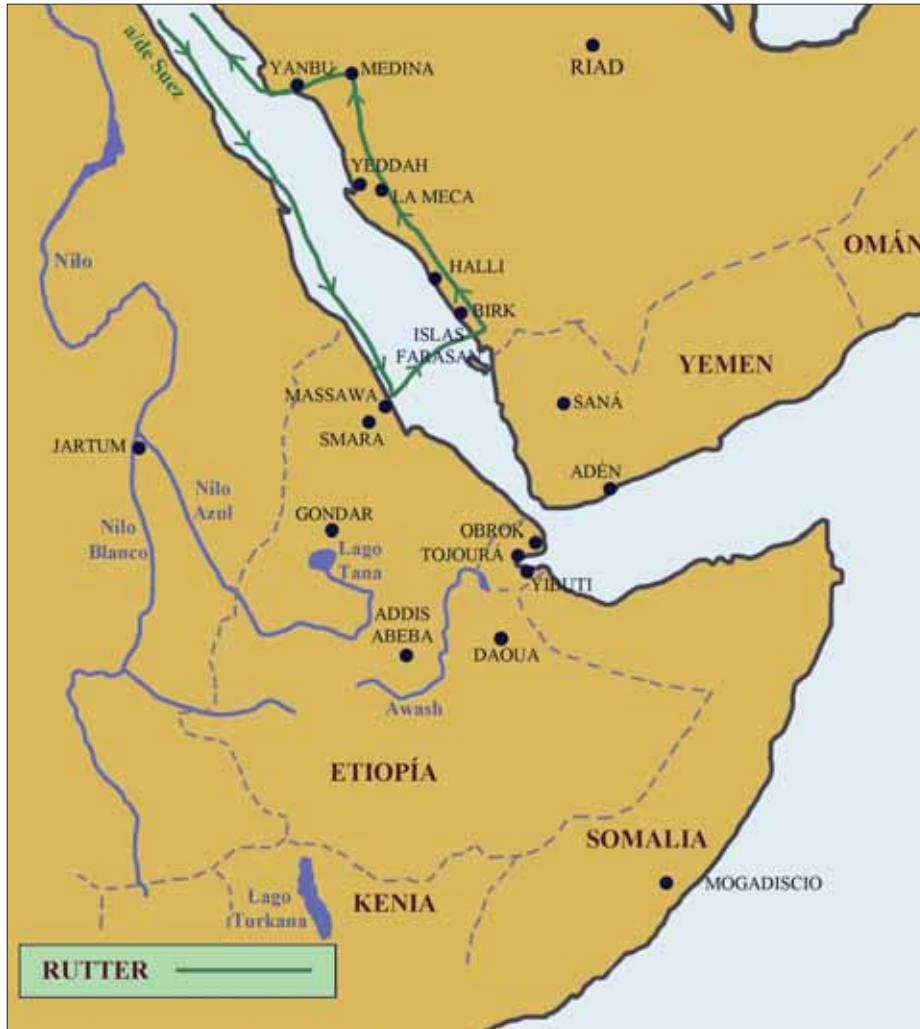 a/de Suez
YANBU
MEDINA
RIAD
YEDDAH
LA MECA
Nilo
HALLI
OMÁN
BIRK
ISLAS
FARASAN
YEMEN
MASSAWA
SANÁ
SMARA
JARTUM
ADÉN
Nilo
Azul
GONDAR
Nilo
Blanco
OBROK
Lago
Tana
TOJOURÁ
YIBUTI
ADDIS
ABEBA
DAOUA
Awash
ETIOPÍA
SOMALIA
MOGADISCIO
Lago
Turkana
KENIA
RUTTER